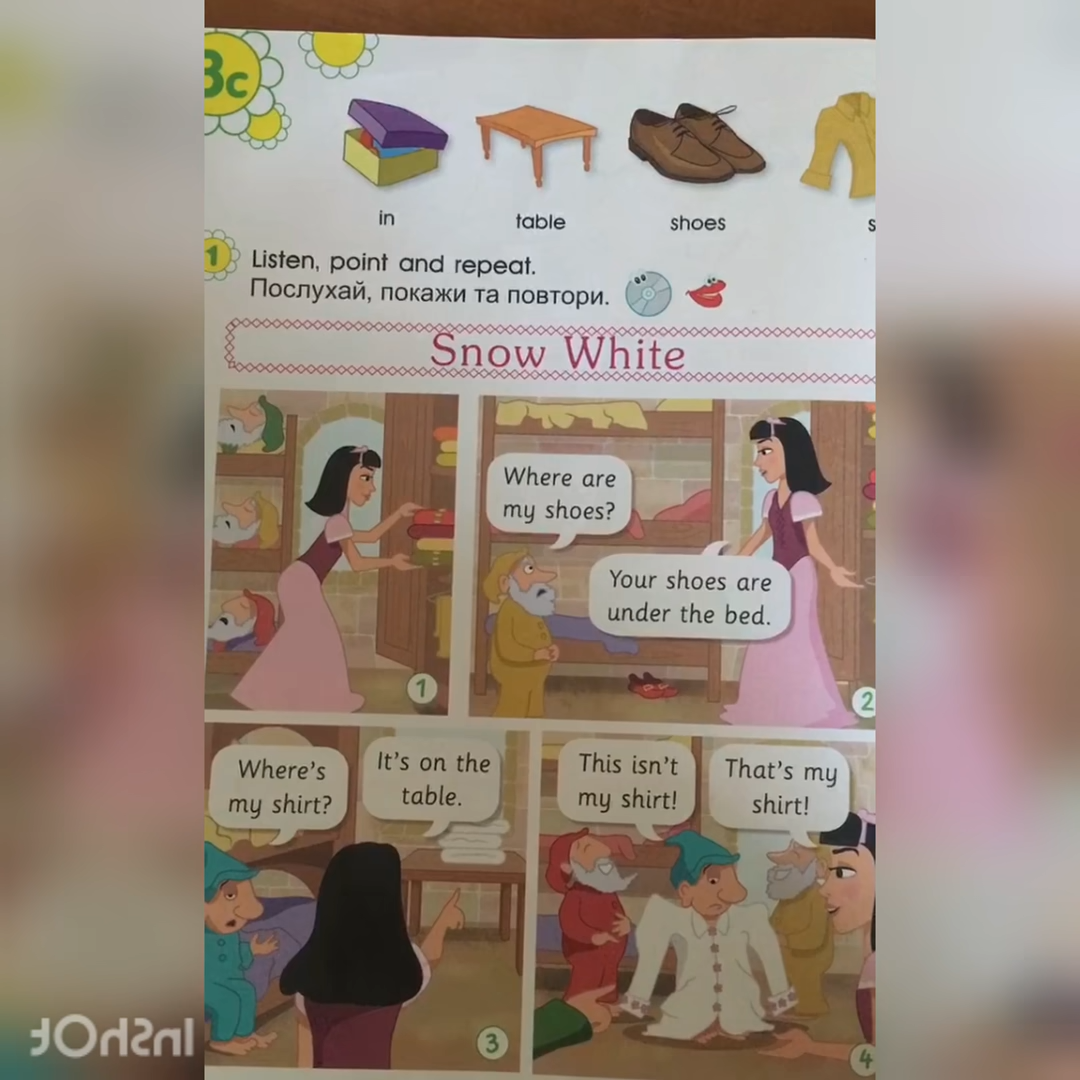 3c
in
table
shoes
s
1
Listen, point and repeat.
Послухай, покажи та повтори.
Snow White
Where are
my shoes?
Your shoes are
under the bed.
1
2
Where's
my shirt?
It's on the
table.
3
This isn't
my shirt!
That's my
shirt!
4
InShOt